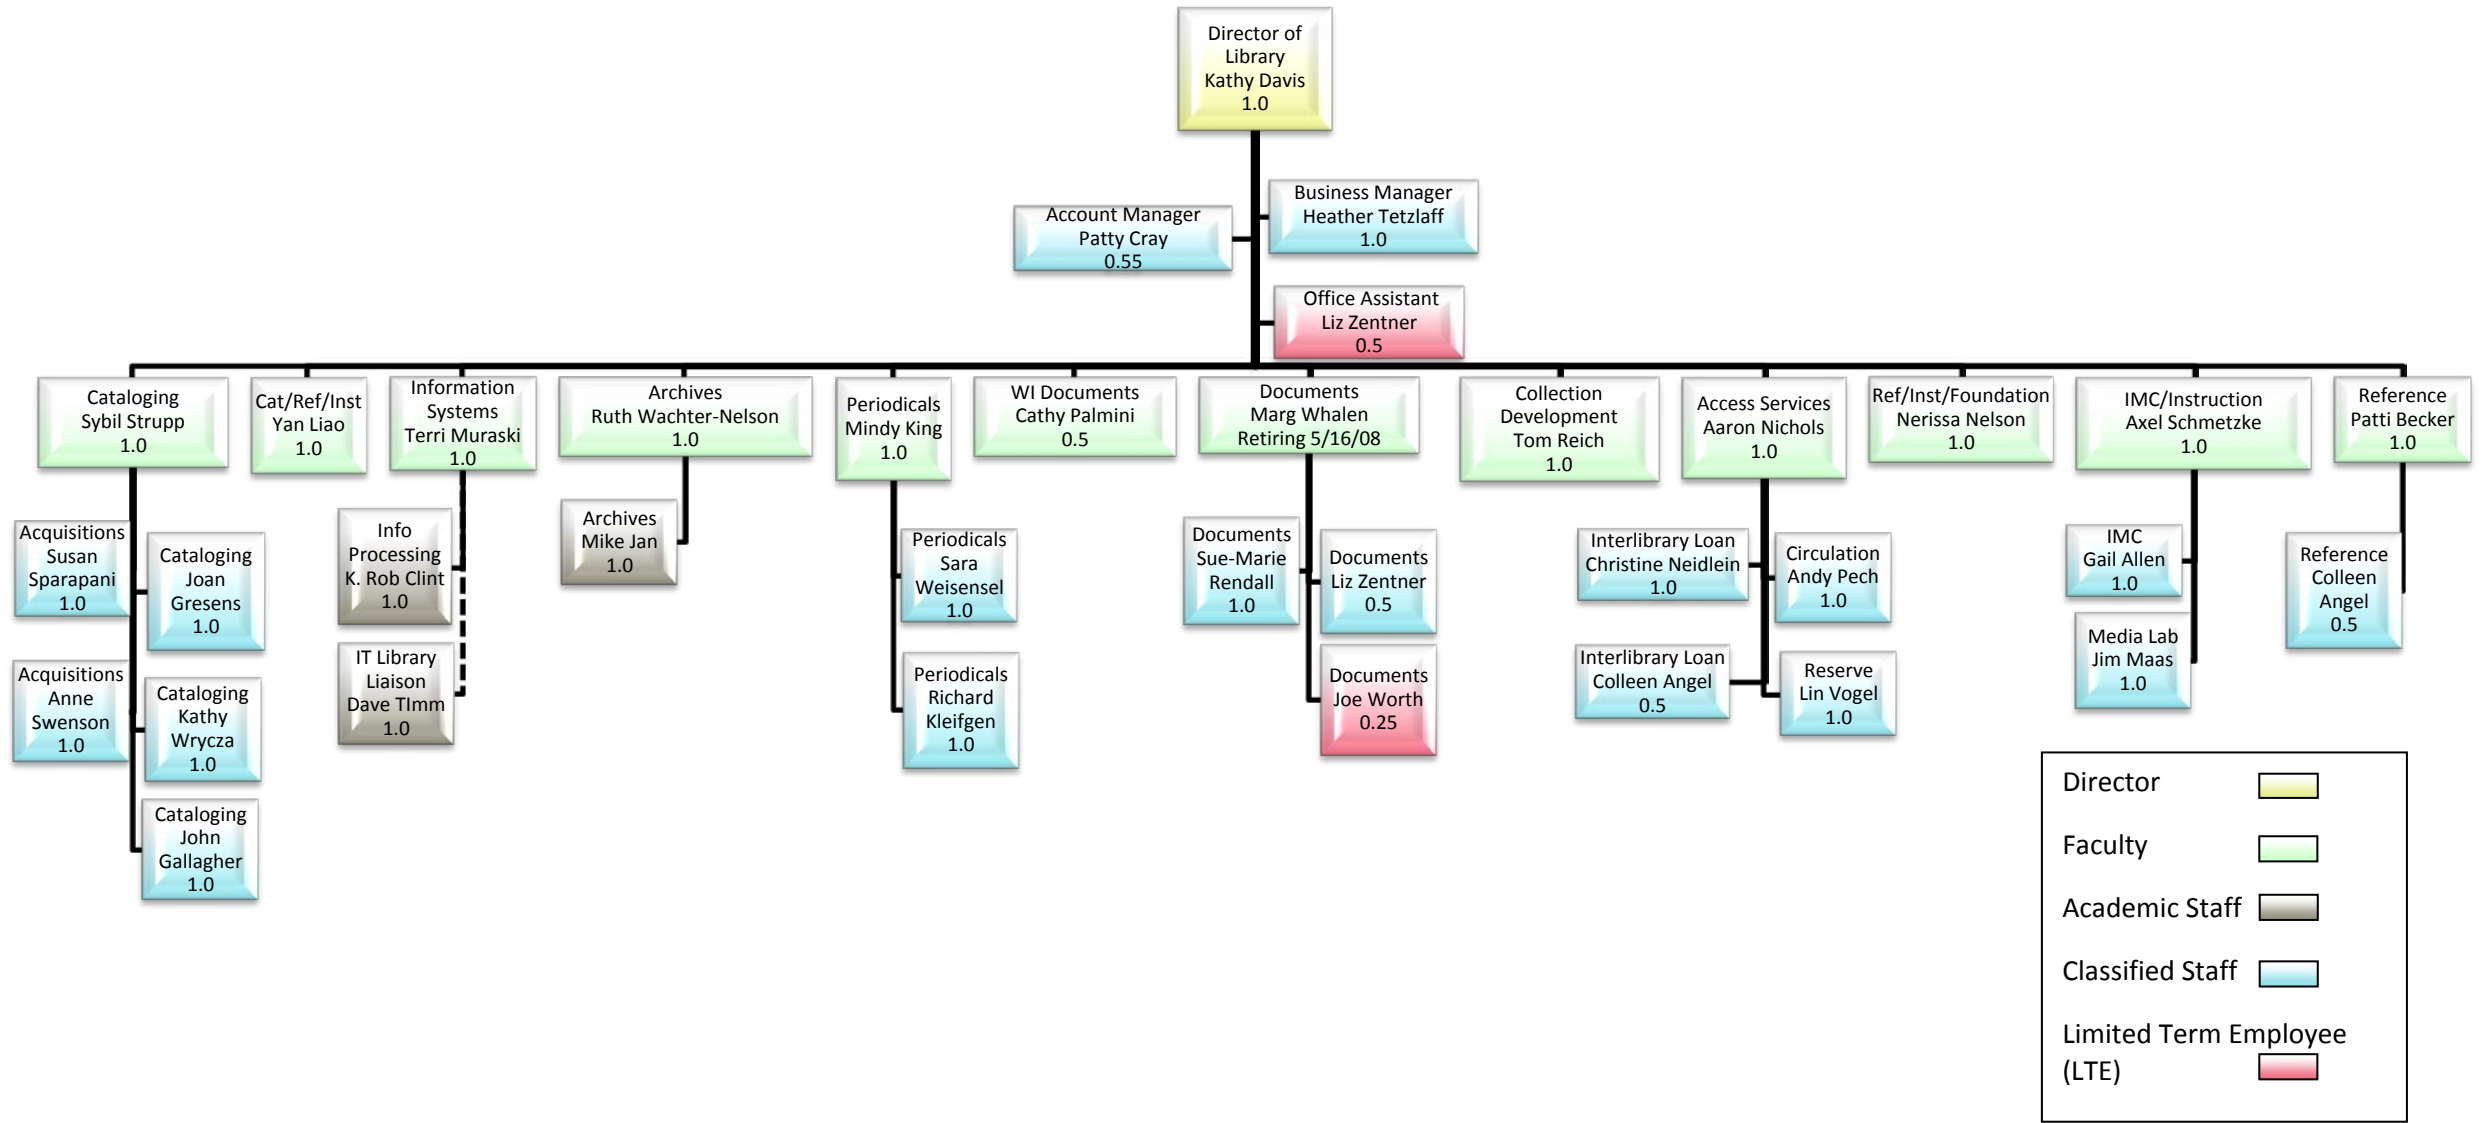 Director of
Library
Kathy Davis
1.0
Business Manager
Heather Tetzlaff
1.0
Account Manager
Patty Cray
0.55
Office Assistant
Liz Zentner
0.5
Cataloging
Sybil Strupp
1.0
Cat/Ref/Inst
Yan Liao
1.0
Information
Systems
Terri Muraski
1.0
Archives
Ruth Wachter-Nelson
1.0
Periodicals
Mindy King
1.0
WI Documents
Cathy Palmini
0.5
Documents
Marg Whalen
Retiring 5/16/08
Collection
Development
Tom Reich
1.0
Access Services
Aaron Nichols
1.0
Ref/Inst/Foundation
Nerissa Nelson
1.0
IMC/Instruction
Axel Schmetzke
1.0
Reference
Patti Becker
1.0
Acquisitions
Susan
Sparapani
1.0
Cataloging
Joan
Gresens
1.0
Acquisitions
Anne
Swenson
1.0
Cataloging
Kathy
Wrycza
1.0
Cataloging
John
Gallagher
1.0
Info
Processing
K. Rob Clint
1.0
IT Library
Liaison
Dave TImm
1.0
Archives
Mike Jan
1.0
Periodicals
Sara
Weisensel
1.0
Periodicals
Richard
Kleifgen
1.0
Documents
Sue-Marie
Rendall
1.0
Documents
Liz Zentner
0.5
Documents
Joe Worth
0.25
Interlibrary Loan
Christine Neidlein
1.0
Circulation
Andy Pech
1.0
Interlibrary Loan
Colleen Angel
0.5
Reserve
Lin Vogel
1.0
IMC
Gail Allen
1.0
Media Lab
Jim Maas
1.0
Reference
Colleen
Angel
0.5
Director
Faculty
Academic Staff
Classified Staff
Limited Term Employee
(LTE)